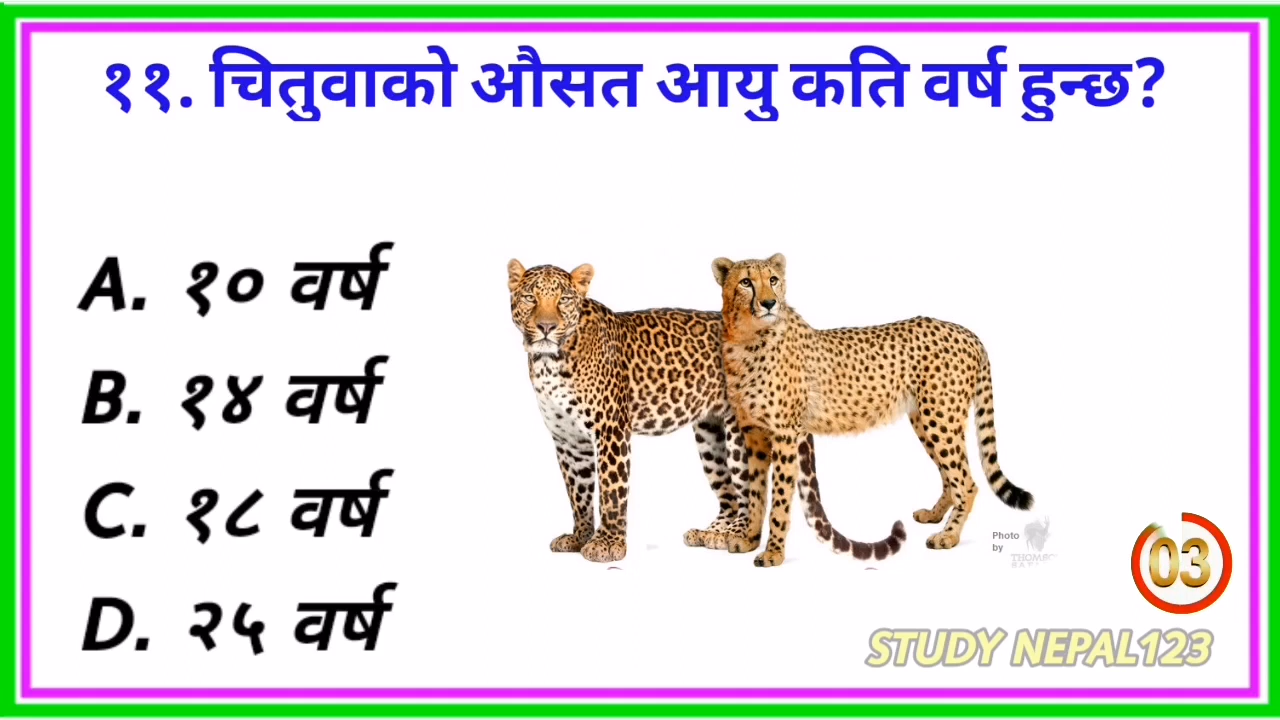 ११. चितुवाको औसत आयु कति वर्ष हुन्छ?
A. १० वर्ष
B. १४ वर्ष
C. १८ वर्ष
D. २५ वर्ष
Photo
by
03
STUDY NEPAL123